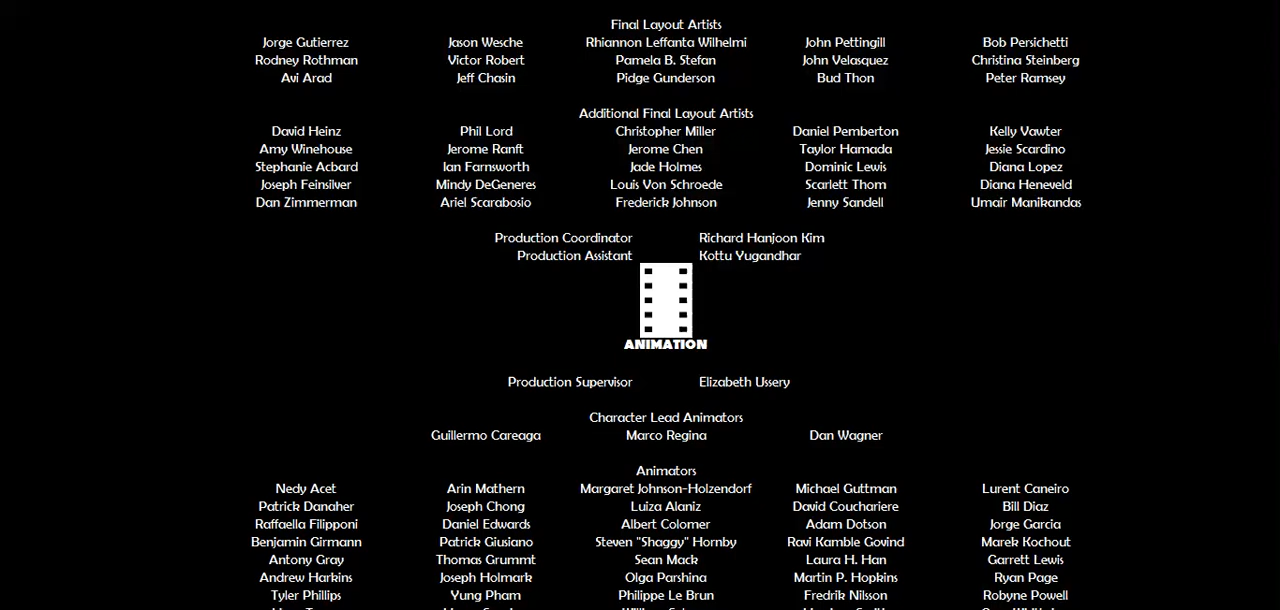 Final Layout Artists
Jorge Gutierrez Jason Wesche Rhiannon Leffanta Wilhelmi John Pettingill Bob Persichetti
Rodney Rothman Victor Robert Pamela B. Stefan John Velasquez Christina Steinberg
Avi Arad Jeff Chasin Pidge Gunderson Bud Thon Peter Ramsey
Additional Final Layout Artists
David Heinz Phil Lord Christopher Miller Daniel Pemberton Kelly Vawter
Amy Winehouse Jerome Ranft Jerome Chen Taylor Hamada Jessie Scardino
Stephanie Acbard Ian Farnsworth Jade Holmes Dominic Lewis Diana Lopez
Joseph Feinsilver Mindy DeGeneres Louis Von Schroede Scarlett Thom Diana Heneveld
Dan Zimmerman Ariel Scarabosio Frederick Johnson Jenny Sandell Umair Manikandas
Production Coordinator Richard Hanjoon Kim
Production Assistant Kottu Yugandhar
ANIMATION
Production Supervisor Elizabeth Ussery
Character Lead Animators
Guillermo Careaga Marco Regina Dan Wagner
Animators
Nedy Acet Arin Mathern Margaret Johnson-Holzendorf Michael Guttman Lurent Caneiro
Patrick Danaher Joseph Chong Luiza Alaniz David Couchariere Bill Diaz
Raffaella Filipponi Daniel Edwards Albert Colomer Adam Dotson Jorge Garcia
Benjamin Girmann Patrick Giusiano Steven "Shaggy" Hornby Ravi Kamble Govind Marek Kochout
Antony Gray Thomas Grummt Sean Mack Laura H. Han Garrett Lewis
Andrew Harkins Joseph Holmark Olga Parshina Martin P. Hopkins Ryan Page
Tyler Phillips Yung Pham Philippe Le Brun Fredrik Nilsson Robyne Powell